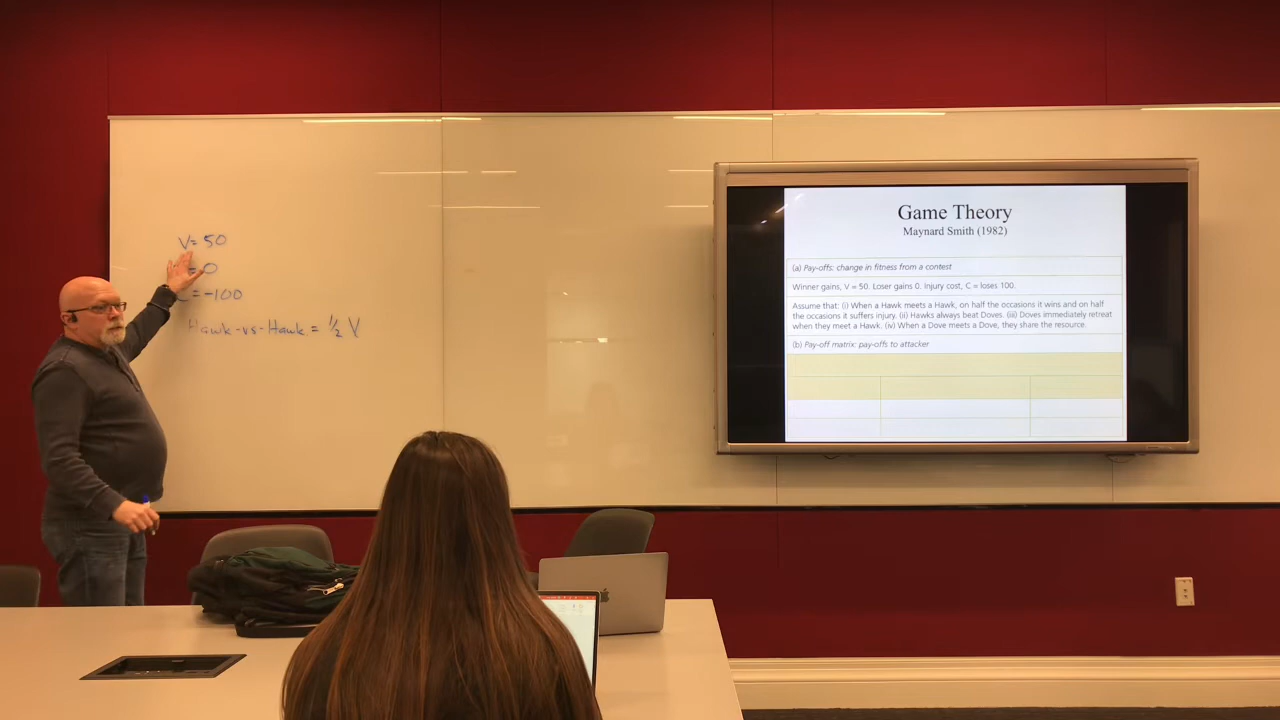 V = 50
= 0
C = -100
Hawk-vs-Hawk = ½ V
Game Theory
Maynard Smith (1982)
(a) Pay-offs: change in fitness from a contest
Winner gains, V = 50. Loser gains 0. Injury cost, C = loses 100.
Assume that: (i) When a Hawk meets a Hawk, on half the occasions it wins and on half
the occasions it suffers injury. (ii) Hawks always beat Doves. (iii) Doves immediately retreat
when they meet a Hawk. (iv) When a Dove meets a Dove, they share the resource.
(b) Pay-off matrix: pay-offs to attacker